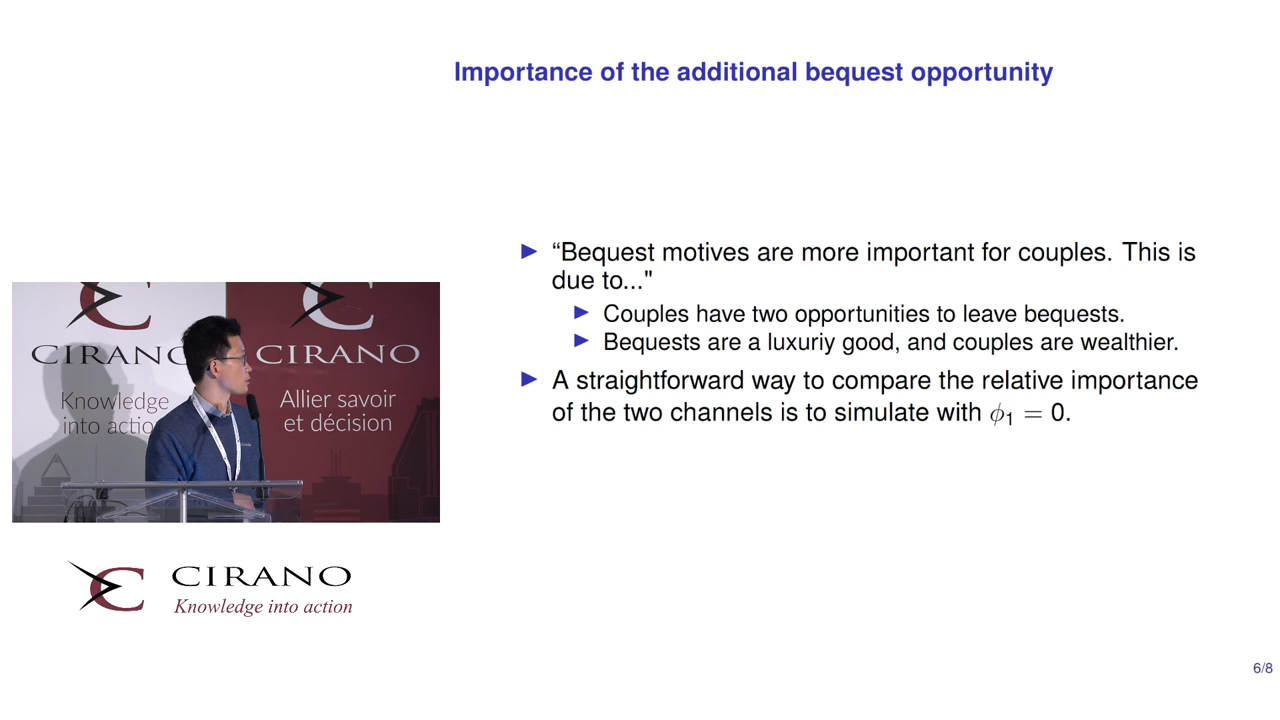 Importance of the additional bequest opportunity
▶ “Bequest motives are more important for couples. This is
due to..."
▶ Couples have two opportunities to leave bequests.
▶ Bequests are a luxuriy good, and couples are wealthier.
▶ A straightforward way to compare the relative importance
of the two channels is to simulate with ϕ₁ = 0.
CIRANO
Knowledge
into action
CIRANO
Allier savoir
et décision
CIRANO
Knowledge into action
6/8